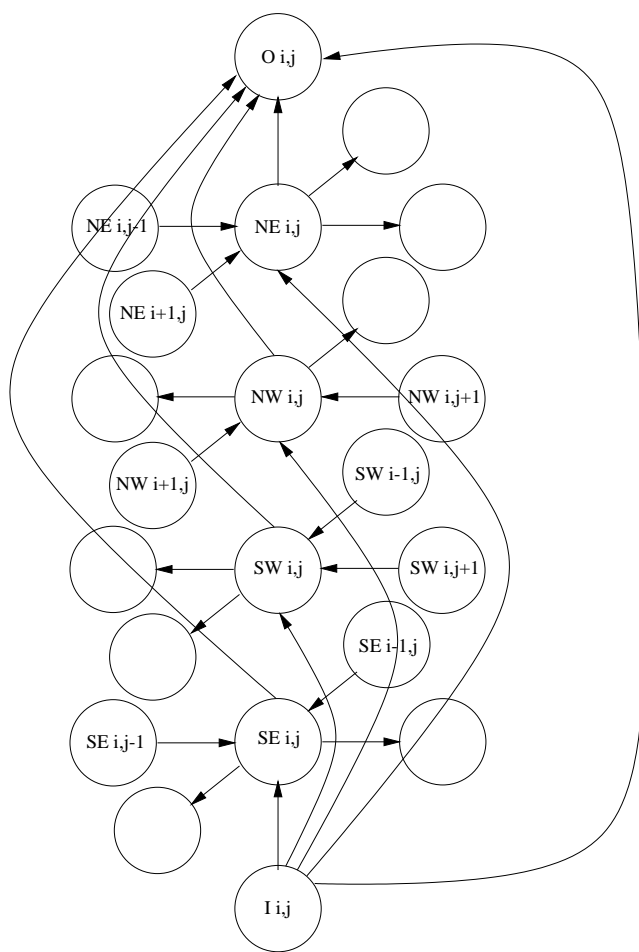 O i,j
NE i,j-1
NE i,j
NE i+1,j
NW i,j
NW i,j+1
NW i+1,j
SW i-1,j
SW i,j
SW i,j+1
SE i-1,j
SE i,j-1
SE i,j
I i,j